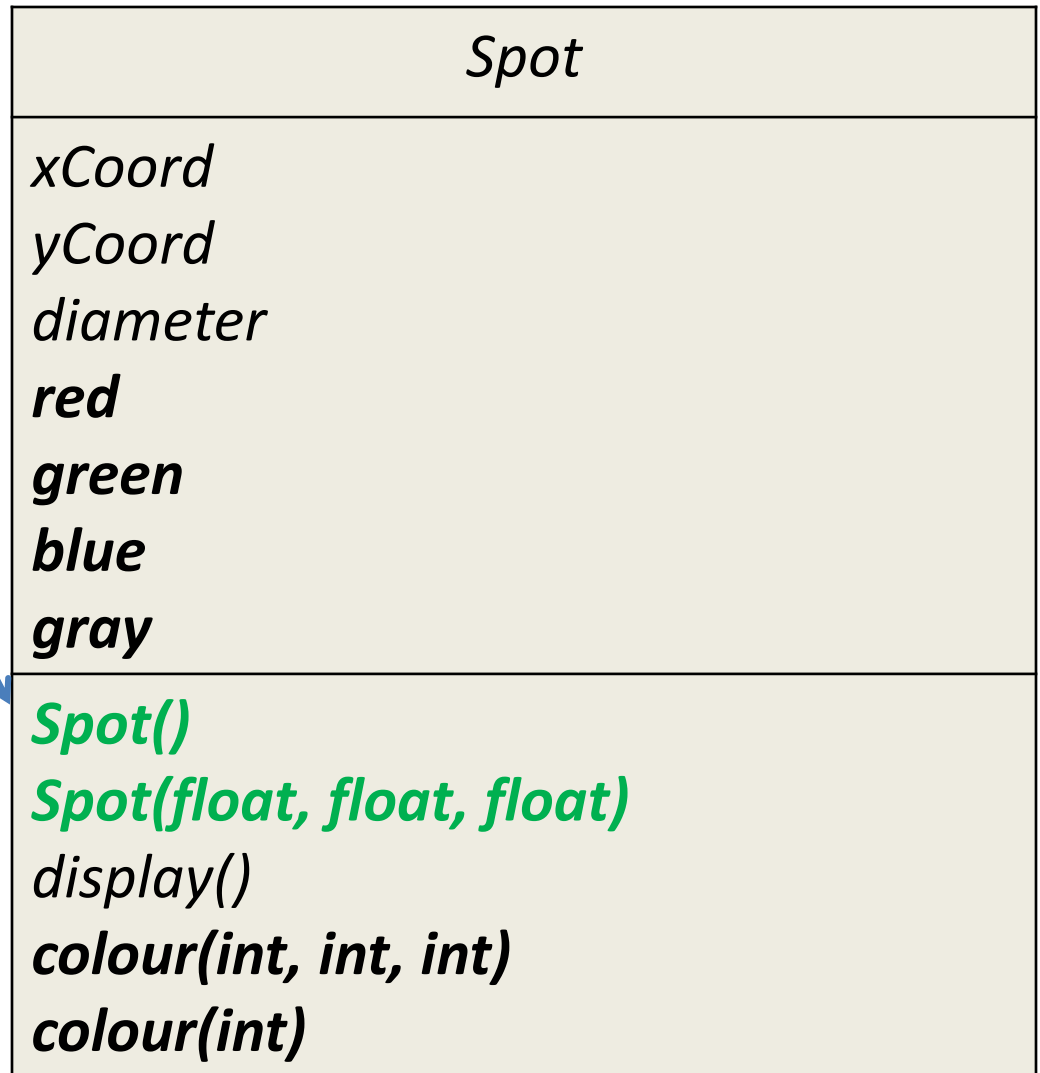 Spot
xCoord
yCoord
diameter
red
green
blue
gray
Spot()
Spot(float, float, float)
display()
colour(int, int, int)
colour(int)